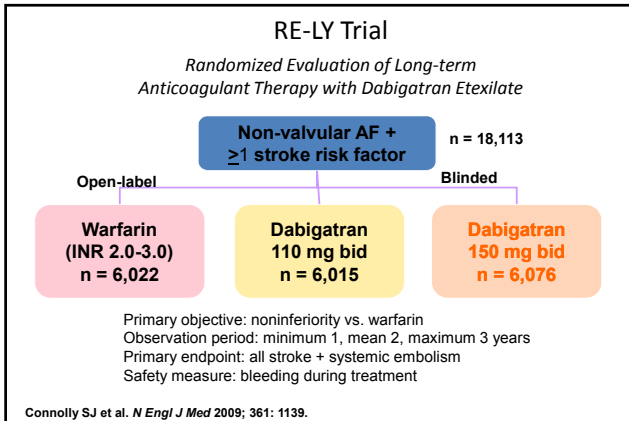 RE-LY Trial
Randomized Evaluation of Long-term
Anticoagulant Therapy with Dabigatran Etexilate
Non-valvular AF +
≥1 stroke risk factor
n = 18,113
Open-label
Blinded
Warfarin
(INR 2.0-3.0)
n = 6,022
Dabigatran
110 mg bid
n = 6,015
Dabigatran
150 mg bid
n = 6,076
Primary objective: noninferiority vs. warfarin
Observation period: minimum 1, mean 2, maximum 3 years
Primary endpoint: all stroke + systemic embolism
Safety measure: bleeding during treatment
Connolly SJ et al. N Engl J Med 2009; 361: 1139.